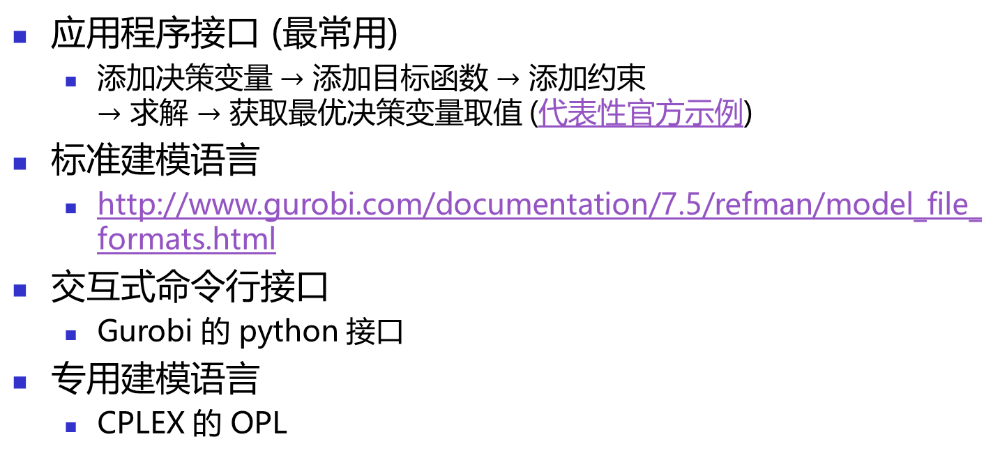 应用程序接口 (最常用)
添加决策变量 → 添加目标函数 → 添加约束
→ 求解 → 获取最优决策变量取值 (代表性官方示例)
标准建模语言
http://www.gurobi.com/documentation/7.5/refman/model_file_
formats.html
交互式命令行接口
Gurobi 的 python 接口
专用建模语言
CPLEX 的 OPL